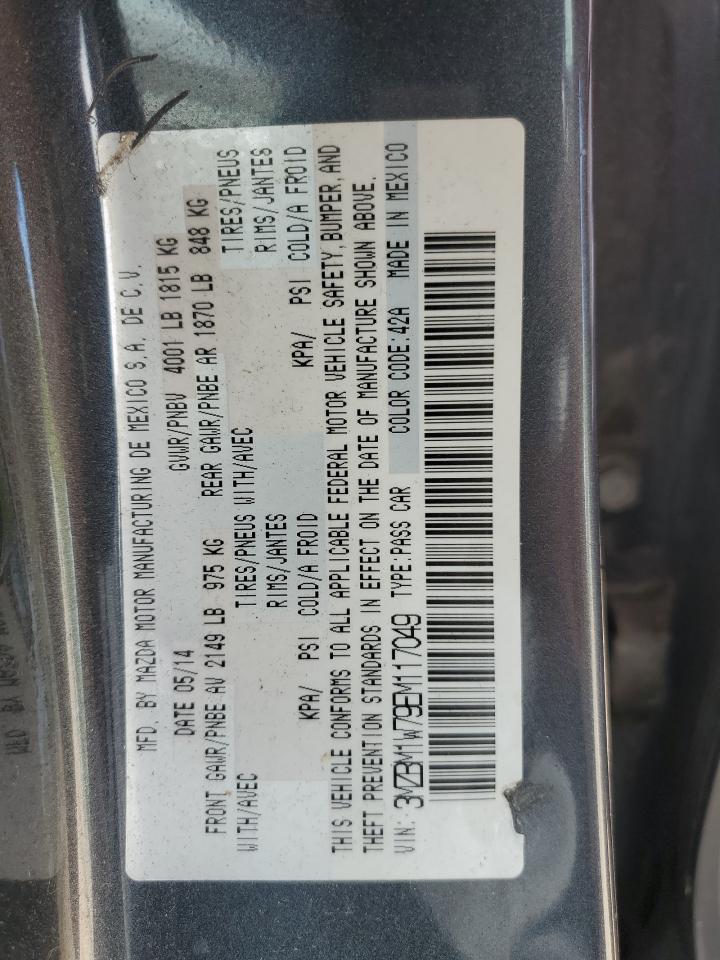 MFD. BY MAZDA MOTOR MANUFACTURING DE MEXICO S.A. DE C.V.
DATE 05/14 GVWR/PNBV 4001 LB 1815 KG
FRONT GAWR/PNBE AV 2149 LB 975 KG REAR GAWR/PNBE AR 1870 LB 848 KG
WITH/AVEC TIRES/PNEUS WITH/AVEC TIRES/PNEUS
RIMS/JANTES RIMS/JANTES
KPA/ PSI COLD/A FROID KPA/ PSI COLD/A FROID
THIS VEHICLE CONFORMS TO ALL APPLICABLE FEDERAL MOTOR VEHICLE SAFETY, BUMPER, AND
THEFT PREVENTION STANDARDS IN EFFECT ON THE DATE OF MANUFACTURE SHOWN ABOVE.
VIN: 3MZBM1W79EM117049 TYPE:PASS CAR COLOR CODE:42A MADE IN MEXICO